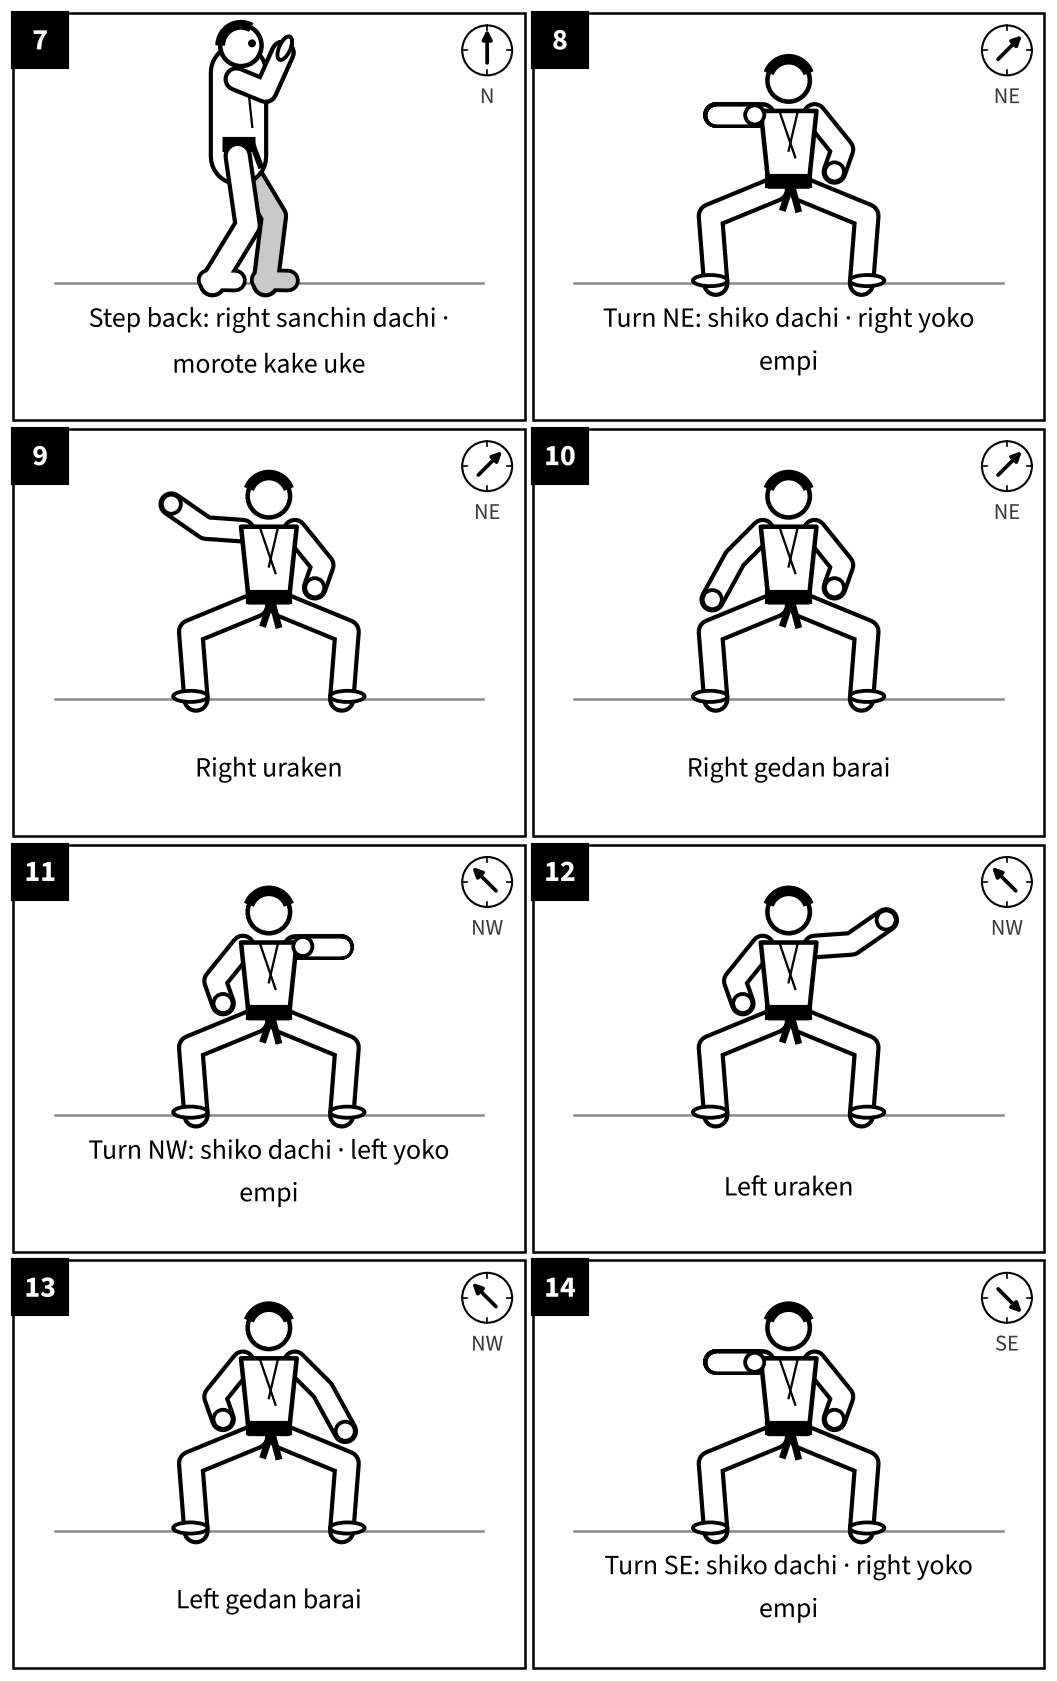 7
N
Step back: right sanchin dachi ·
morote kake uke
8
NE
Turn NE: shiko dachi · right yoko
empi
9
NE
Right uraken
10
NE
Right gedan barai
11
NW
Turn NW: shiko dachi · left yoko
empi
12
NW
Left uraken
13
NW
Left gedan barai
14
SE
Turn SE: shiko dachi · right yoko
empi